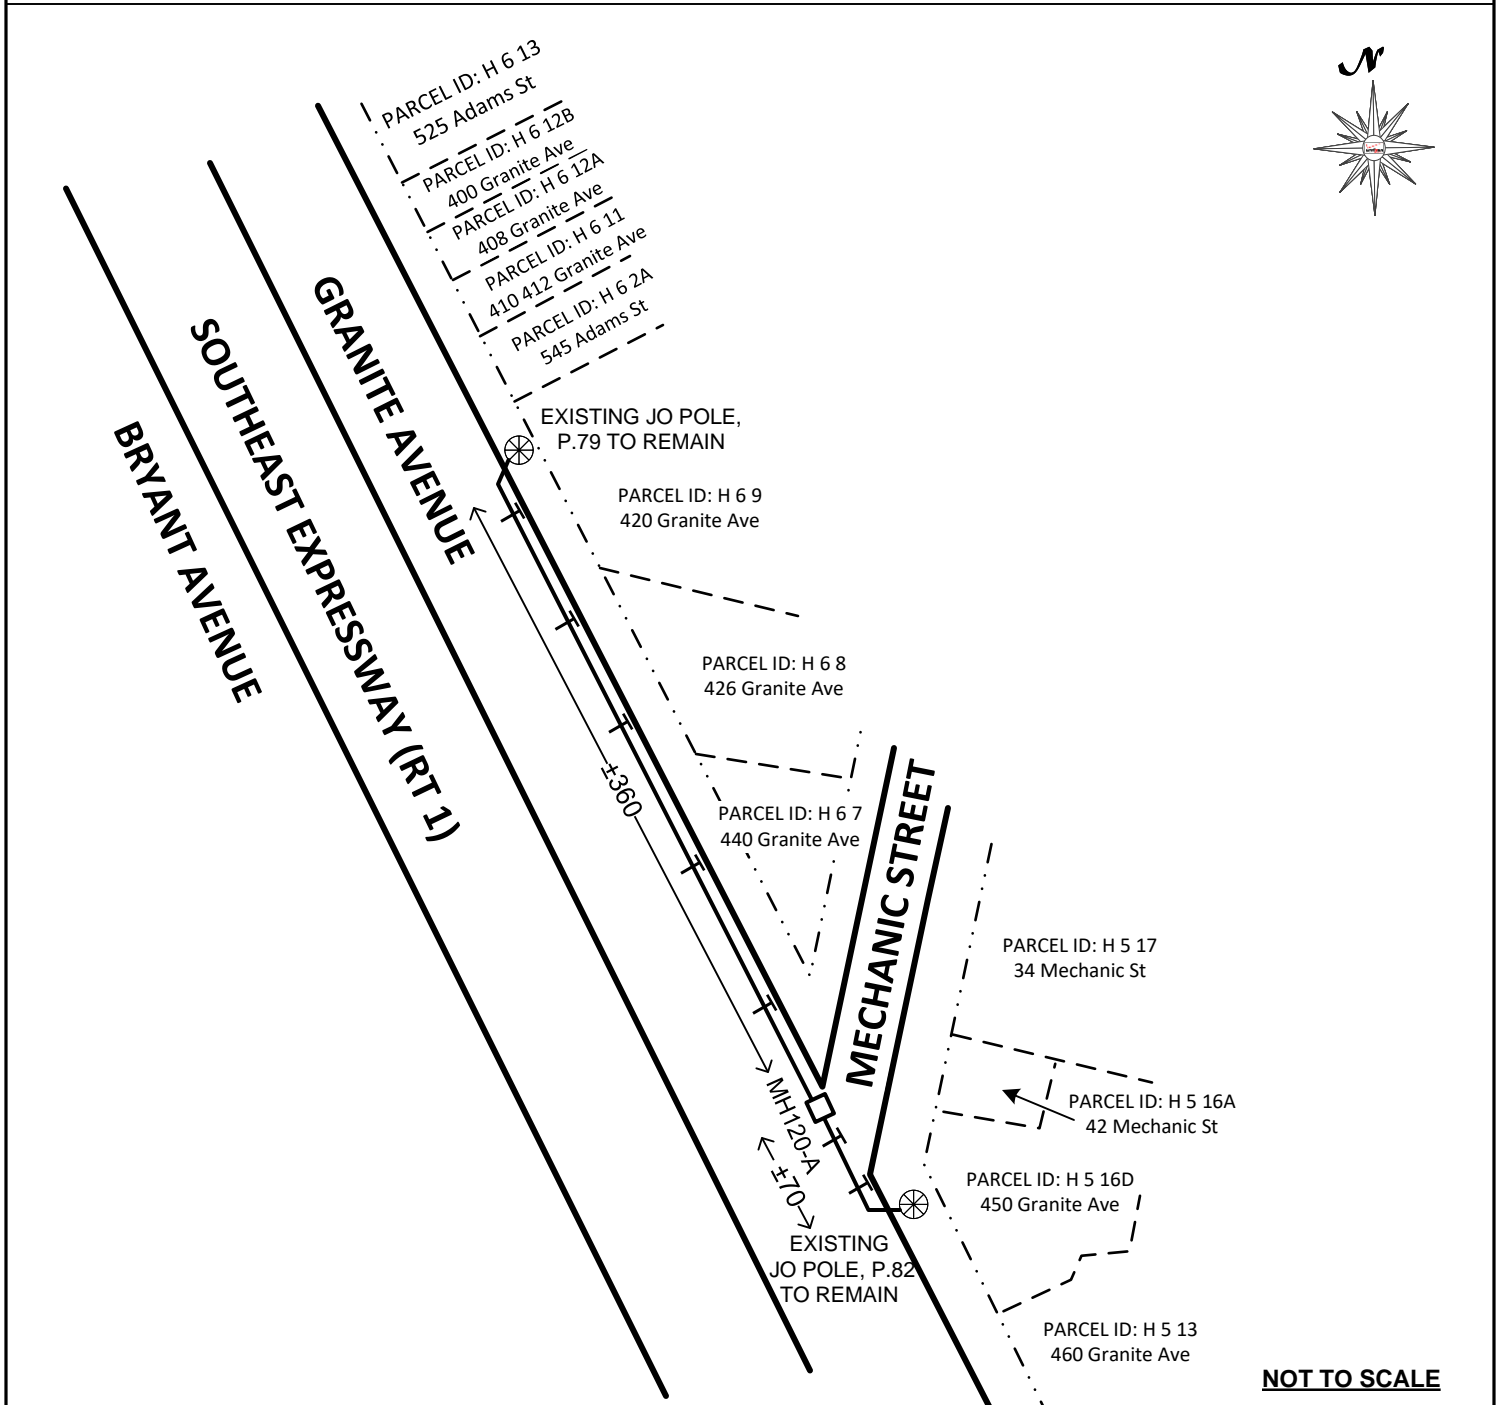 N
PARCEL ID: H 6 13
525 Adams St
PARCEL ID: H 6 12B
400 Granite Ave
PARCEL ID: H 6 12A
408 Granite Ave
PARCEL ID: H 6 11
410 412 Granite Ave
PARCEL ID: H 6 2A
545 Adams St
GRANITE AVENUE
SOUTHEAST EXPRESSWAY (RT 1)
BRYANT AVENUE
EXISTING JO POLE,
P.79 TO REMAIN
PARCEL ID: H 6 9
420 Granite Ave
PARCEL ID: H 6 8
426 Granite Ave
±360
PARCEL ID: H 6 7
440 Granite Ave
MECHANIC STREET
PARCEL ID: H 5 17
34 Mechanic St
MH120-A
PARCEL ID: H 5 16A
42 Mechanic St
±70
PARCEL ID: H 5 16D
450 Granite Ave
EXISTING
JO POLE, P.82
TO REMAIN
PARCEL ID: H 5 13
460 Granite Ave
NOT TO SCALE